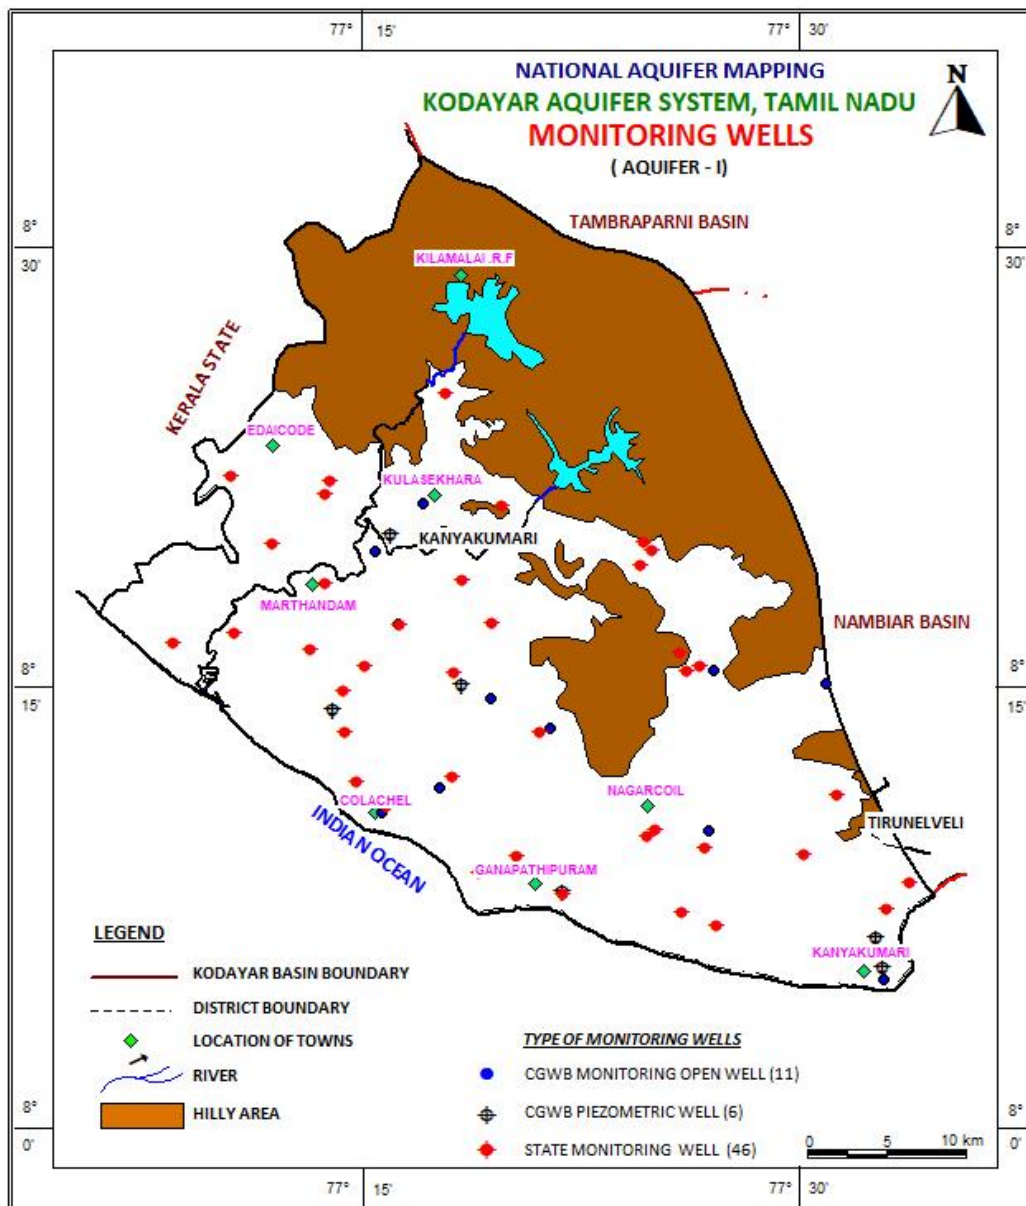 77° 15'
77° 30'
NATIONAL AQUIFER MAPPING
KODAYAR AQUIFER SYSTEM, TAMIL NADU
MONITORING WELLS
( AQUIFER - I)
N
TAMBRAPARNI BASIN
8°
30'
8°
30'
KILAMALAI .R.F
KERALA STATE
EDAICODE
KULASEKHARA
KANYAKUMARI
MARTHANDAM
NAMBIAR BASIN
8°
15'
8°
15'
NAGARCOIL
COLACHEL
TIRUNELVELI
INDIAN OCEAN
GANAPATHIPURAM
KANYAKUMARI
LEGEND
KODAYAR BASIN BOUNDARY
DISTRICT BOUNDARY
LOCATION OF TOWNS
RIVER
HILLY AREA
TYPE OF MONITORING WELLS
CGWB MONITORING OPEN WELL (11)
CGWB PIEZOMETRIC WELL (6)
STATE MONITORING WELL (46)
0 5 10 km
8°
0'
8°
0'
77° 15'
77° 30'